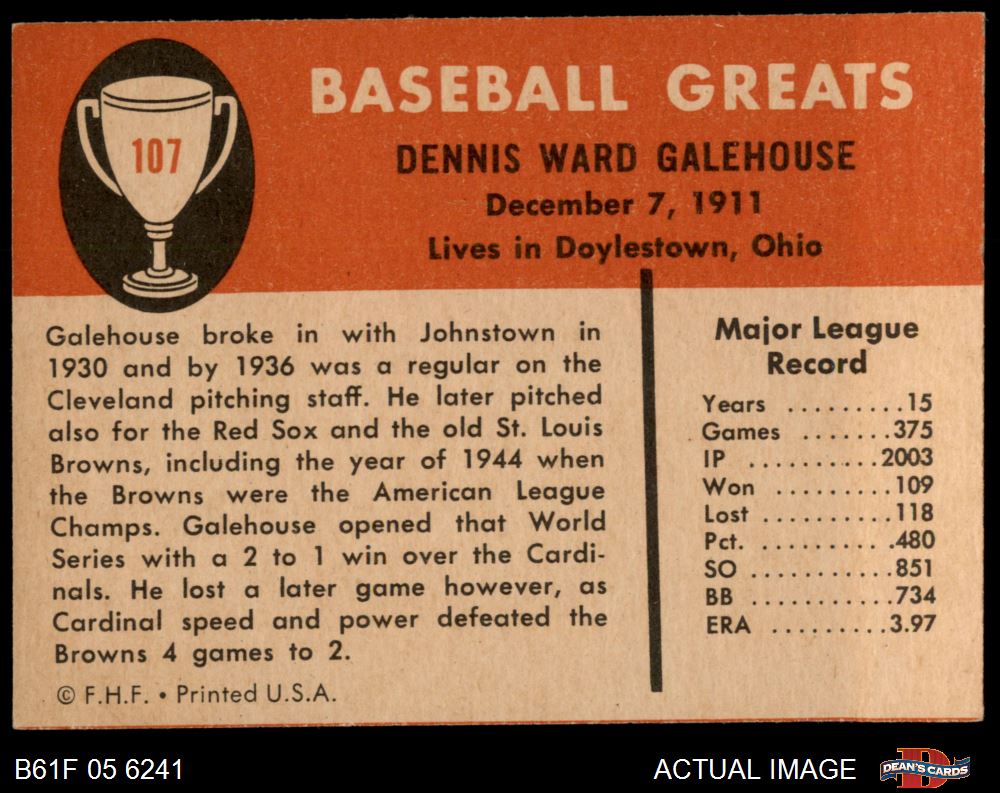 107
BASEBALL GREATS
DENNIS WARD GALEHOUSE
December 7, 1911
Lives in Doylestown, Ohio
Galehouse broke in with Johnstown in
1930 and by 1936 was a regular on the
Cleveland pitching staff. He later pitched
also for the Red Sox and the old St. Louis
Browns, including the year of 1944 when
the Browns were the American League
Champs. Galehouse opened that World
Series with a 2 to 1 win over the Cardi-
nals. He lost a later game however, as
Cardinal speed and power defeated the
Browns 4 games to 2.
© F.H.F. • Printed U.S.A.
Major League
Record
Years .........15
Games .......375
IP ...........2003
Won .........109
Lost ..........118
Pct. ..........480
SO ...........851
BB ...........734
ERA .........3.97
B61F 05 6241
ACTUAL IMAGE
DEAN'S CARDS